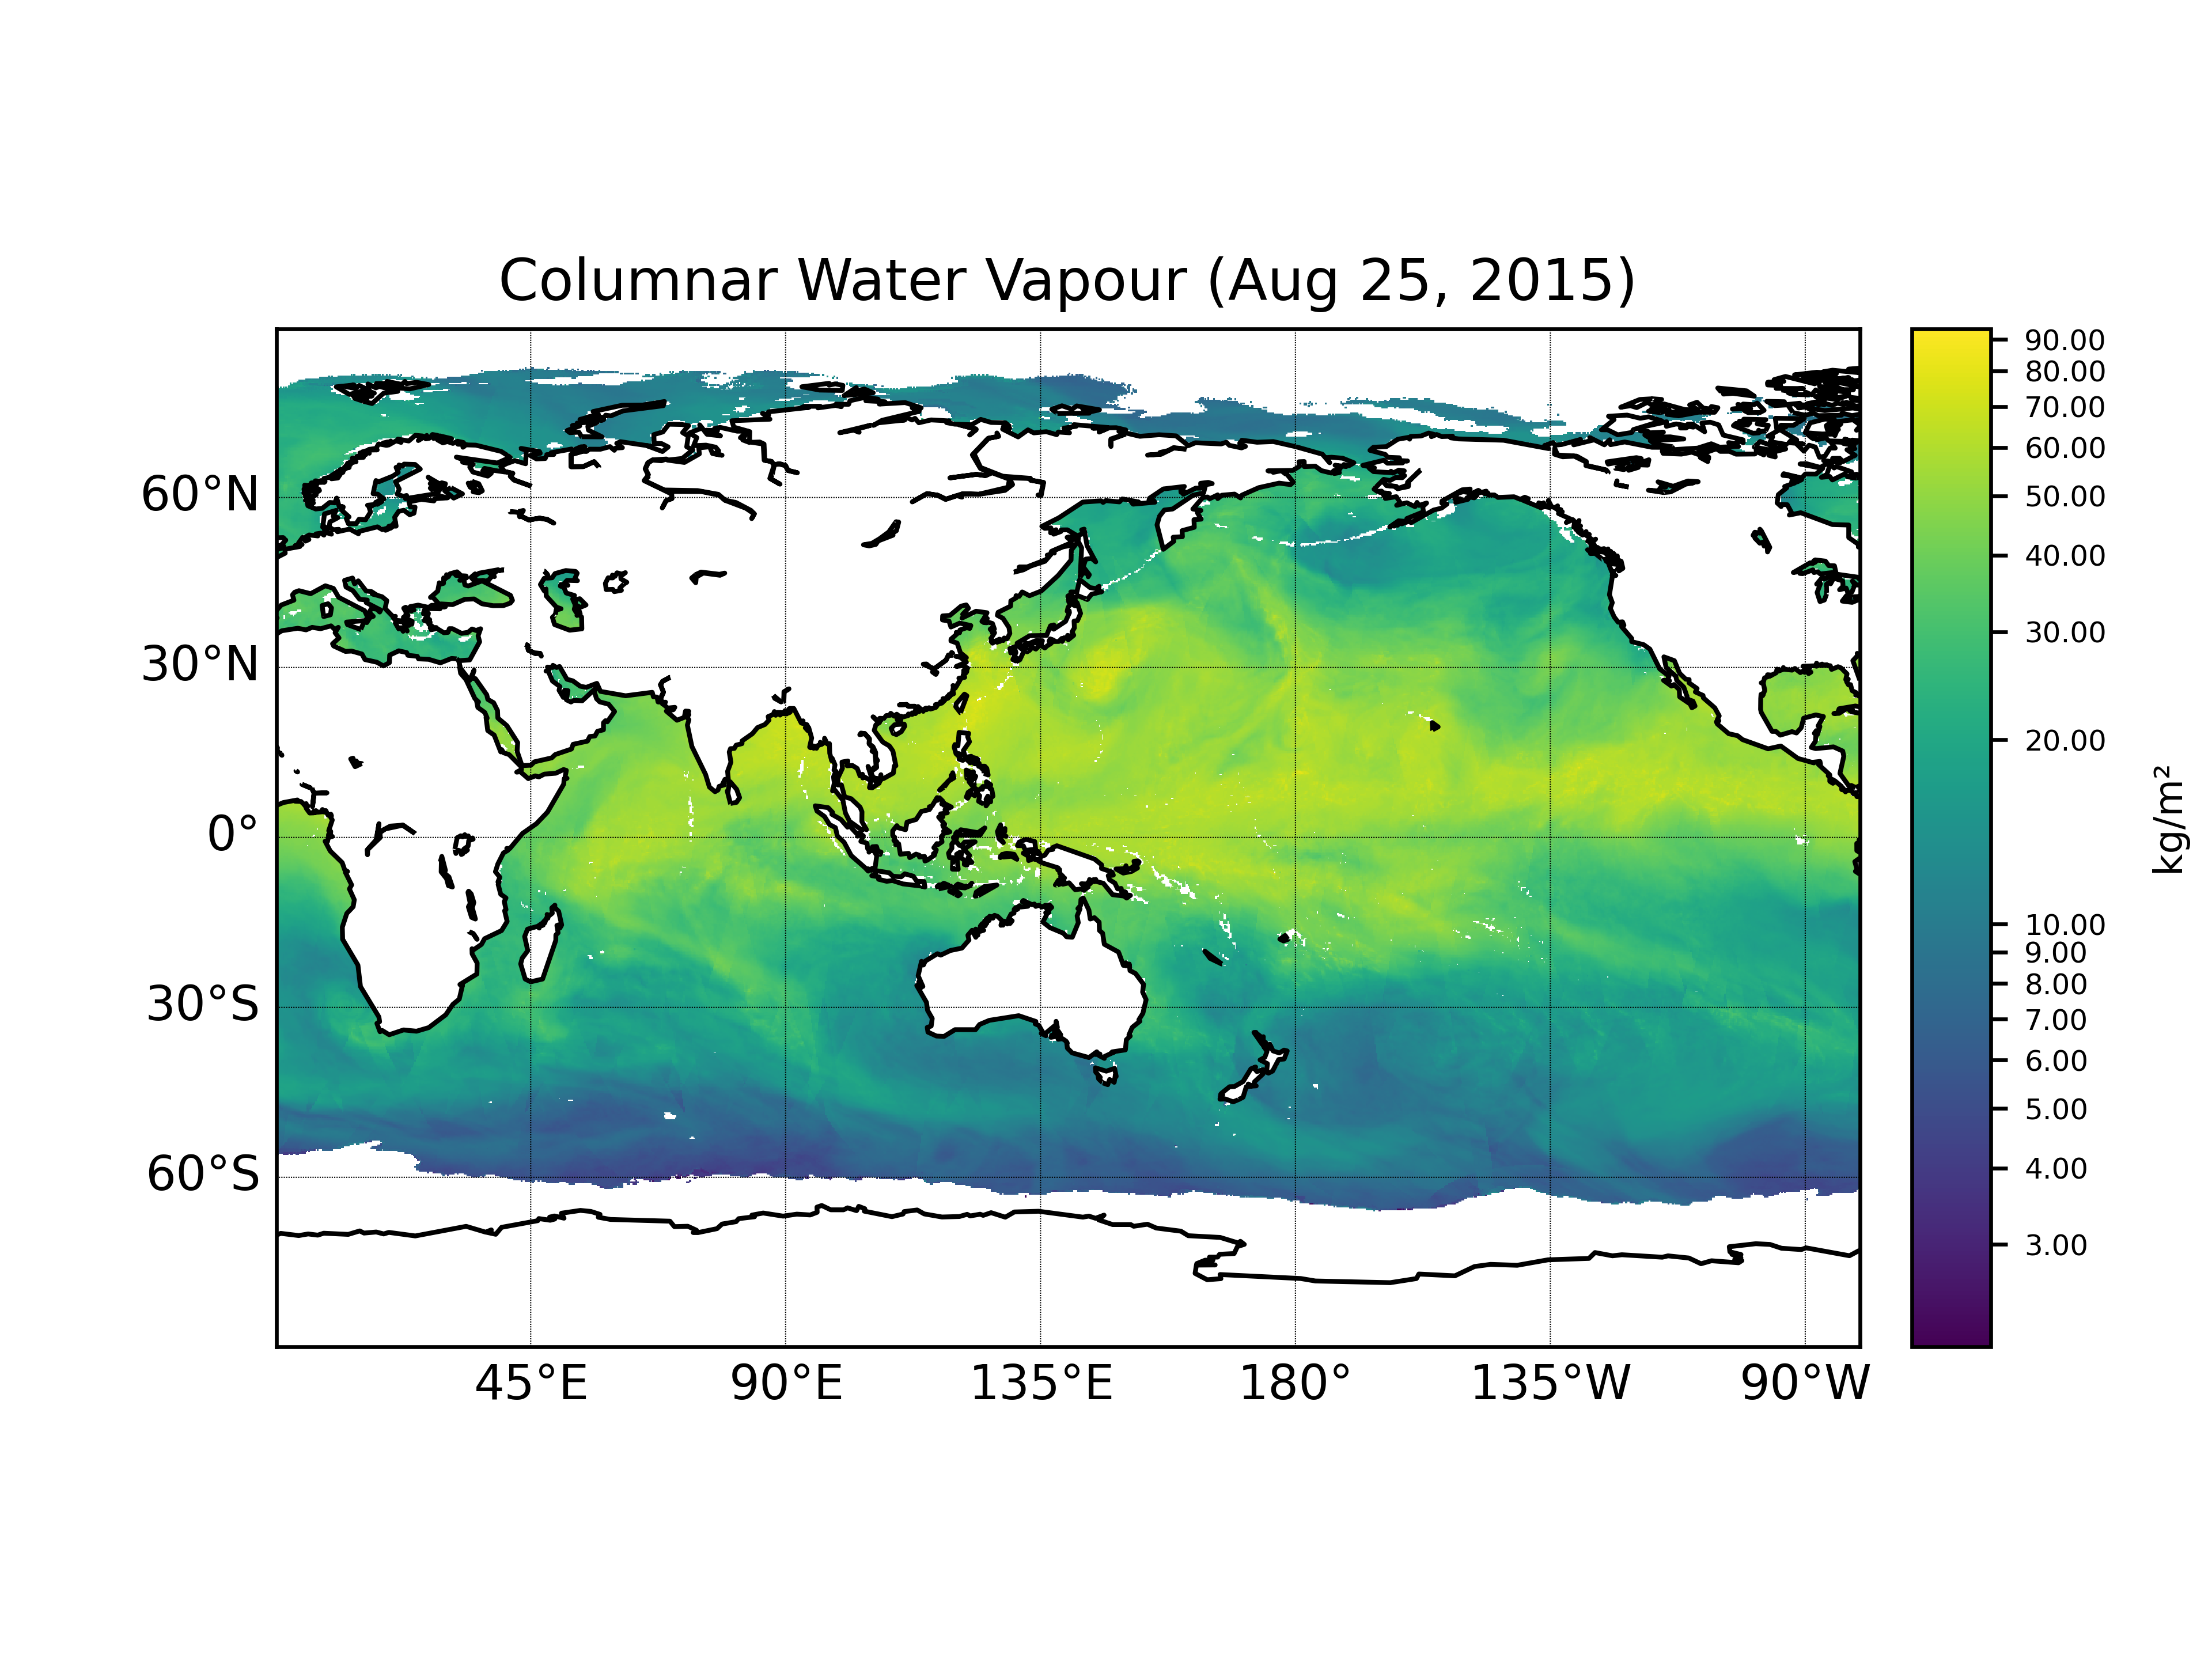 Columnar Water Vapour (Aug 25, 2015)
60°N
30°N
0°
30°S
60°S
45°E
90°E
135°E
180°
135°W
90°W
90.00
80.00
70.00
60.00
50.00
40.00
30.00
20.00
10.00
9.00
8.00
7.00
6.00
5.00
4.00
3.00
kg/m²